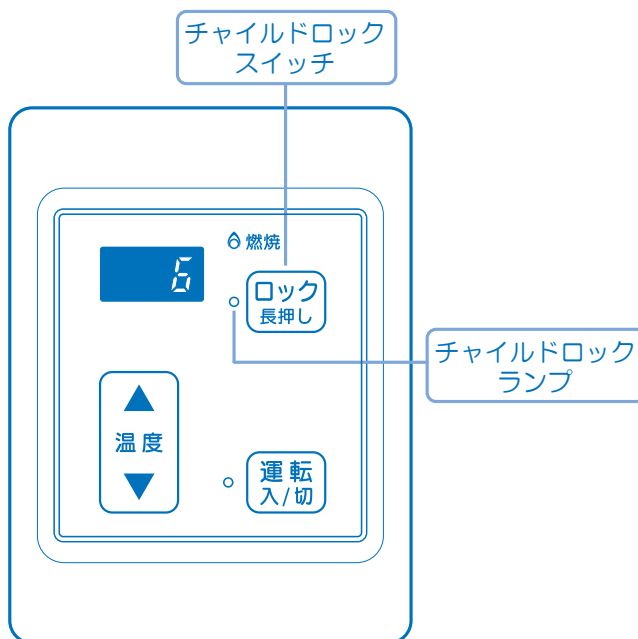 チャイルドロック
スイッチ
燃焼
6
ロック
長押し
チャイルドロック
ランプ
温度
運転
入/切